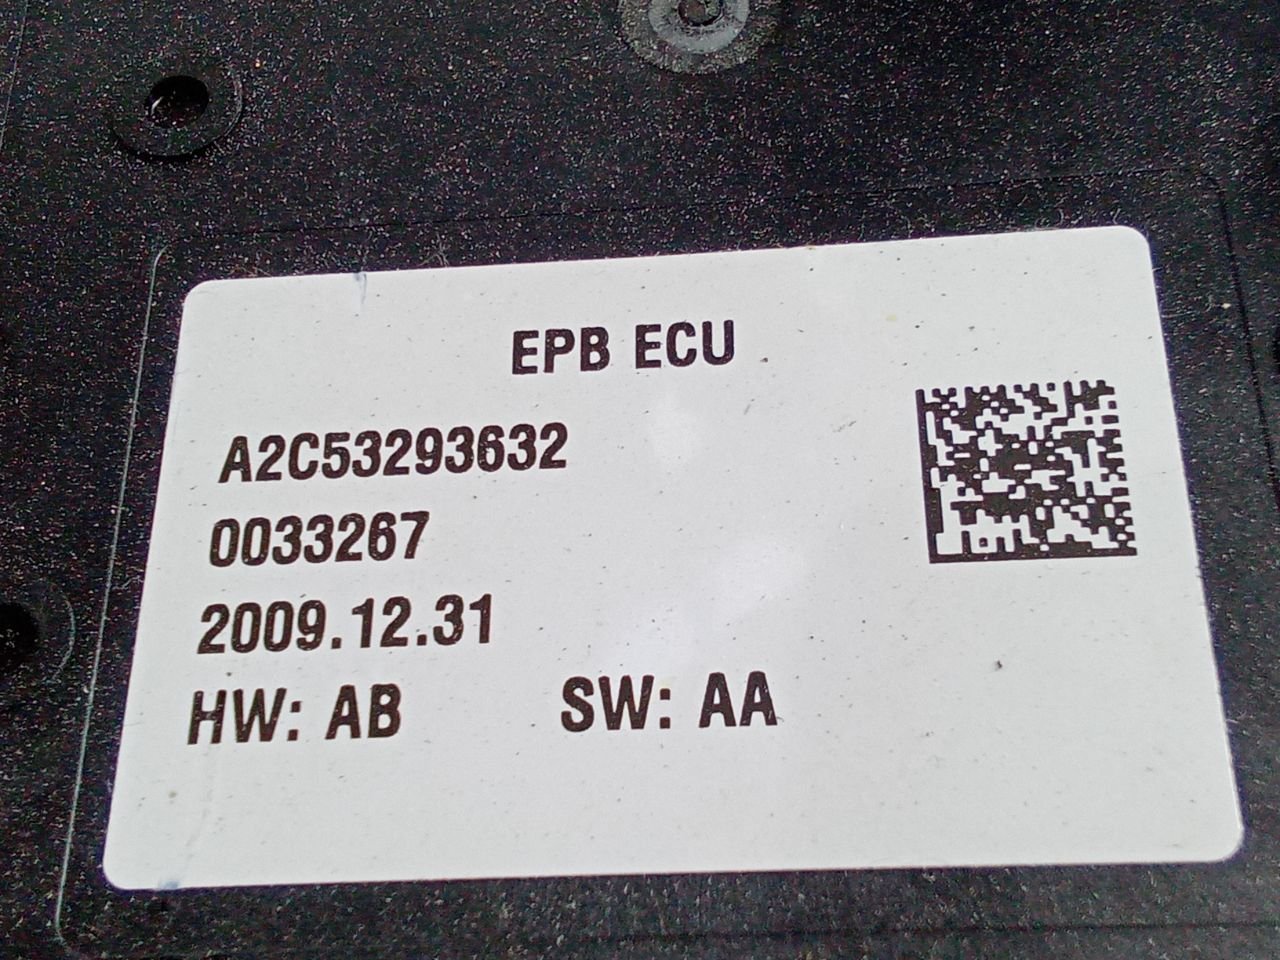 EPB ECU
A2C53293632
0033267
2009.12.31
HW: AB SW: AA